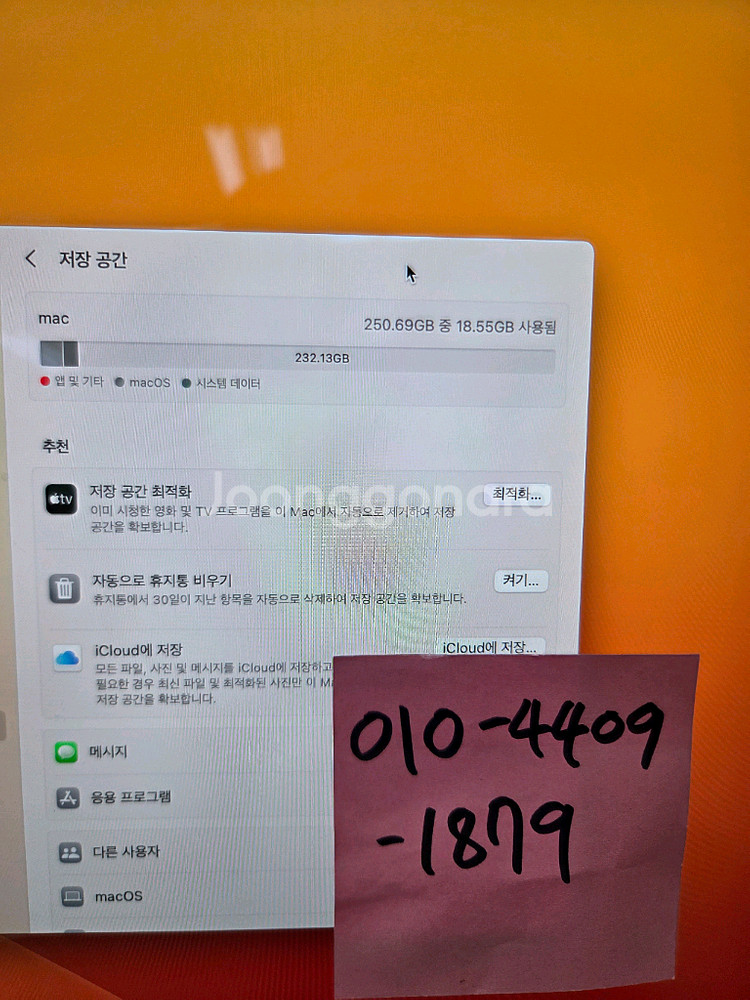 저장 공간
mac
250.69GB 중 18.55GB 사용됨
232.13GB
앱 및 기타 macOS 시스템 데이터
추천
저장 공간 최적화
최적화...
이미 시청한 영화 및 TV 프로그램을 이 Mac에서 자동으로 제거하여 저장
공간을 확보합니다.
자동으로 휴지통 비우기
켜기...
휴지통에서 30일이 지난 항목을 자동으로 삭제하여 저장 공간을 확보합니다.
iCloud에 저장
iCloud에 저장...
모든 파일, 사진 및 메시지를 iCloud에 저장하고
필요한 경우 최신 파일 및 최적화된 사진만 이
저장 공간을 확보합니다.
메시지
응용 프로그램
다른 사용자
macOS
tv
Joonggonara
010-4409
-1879